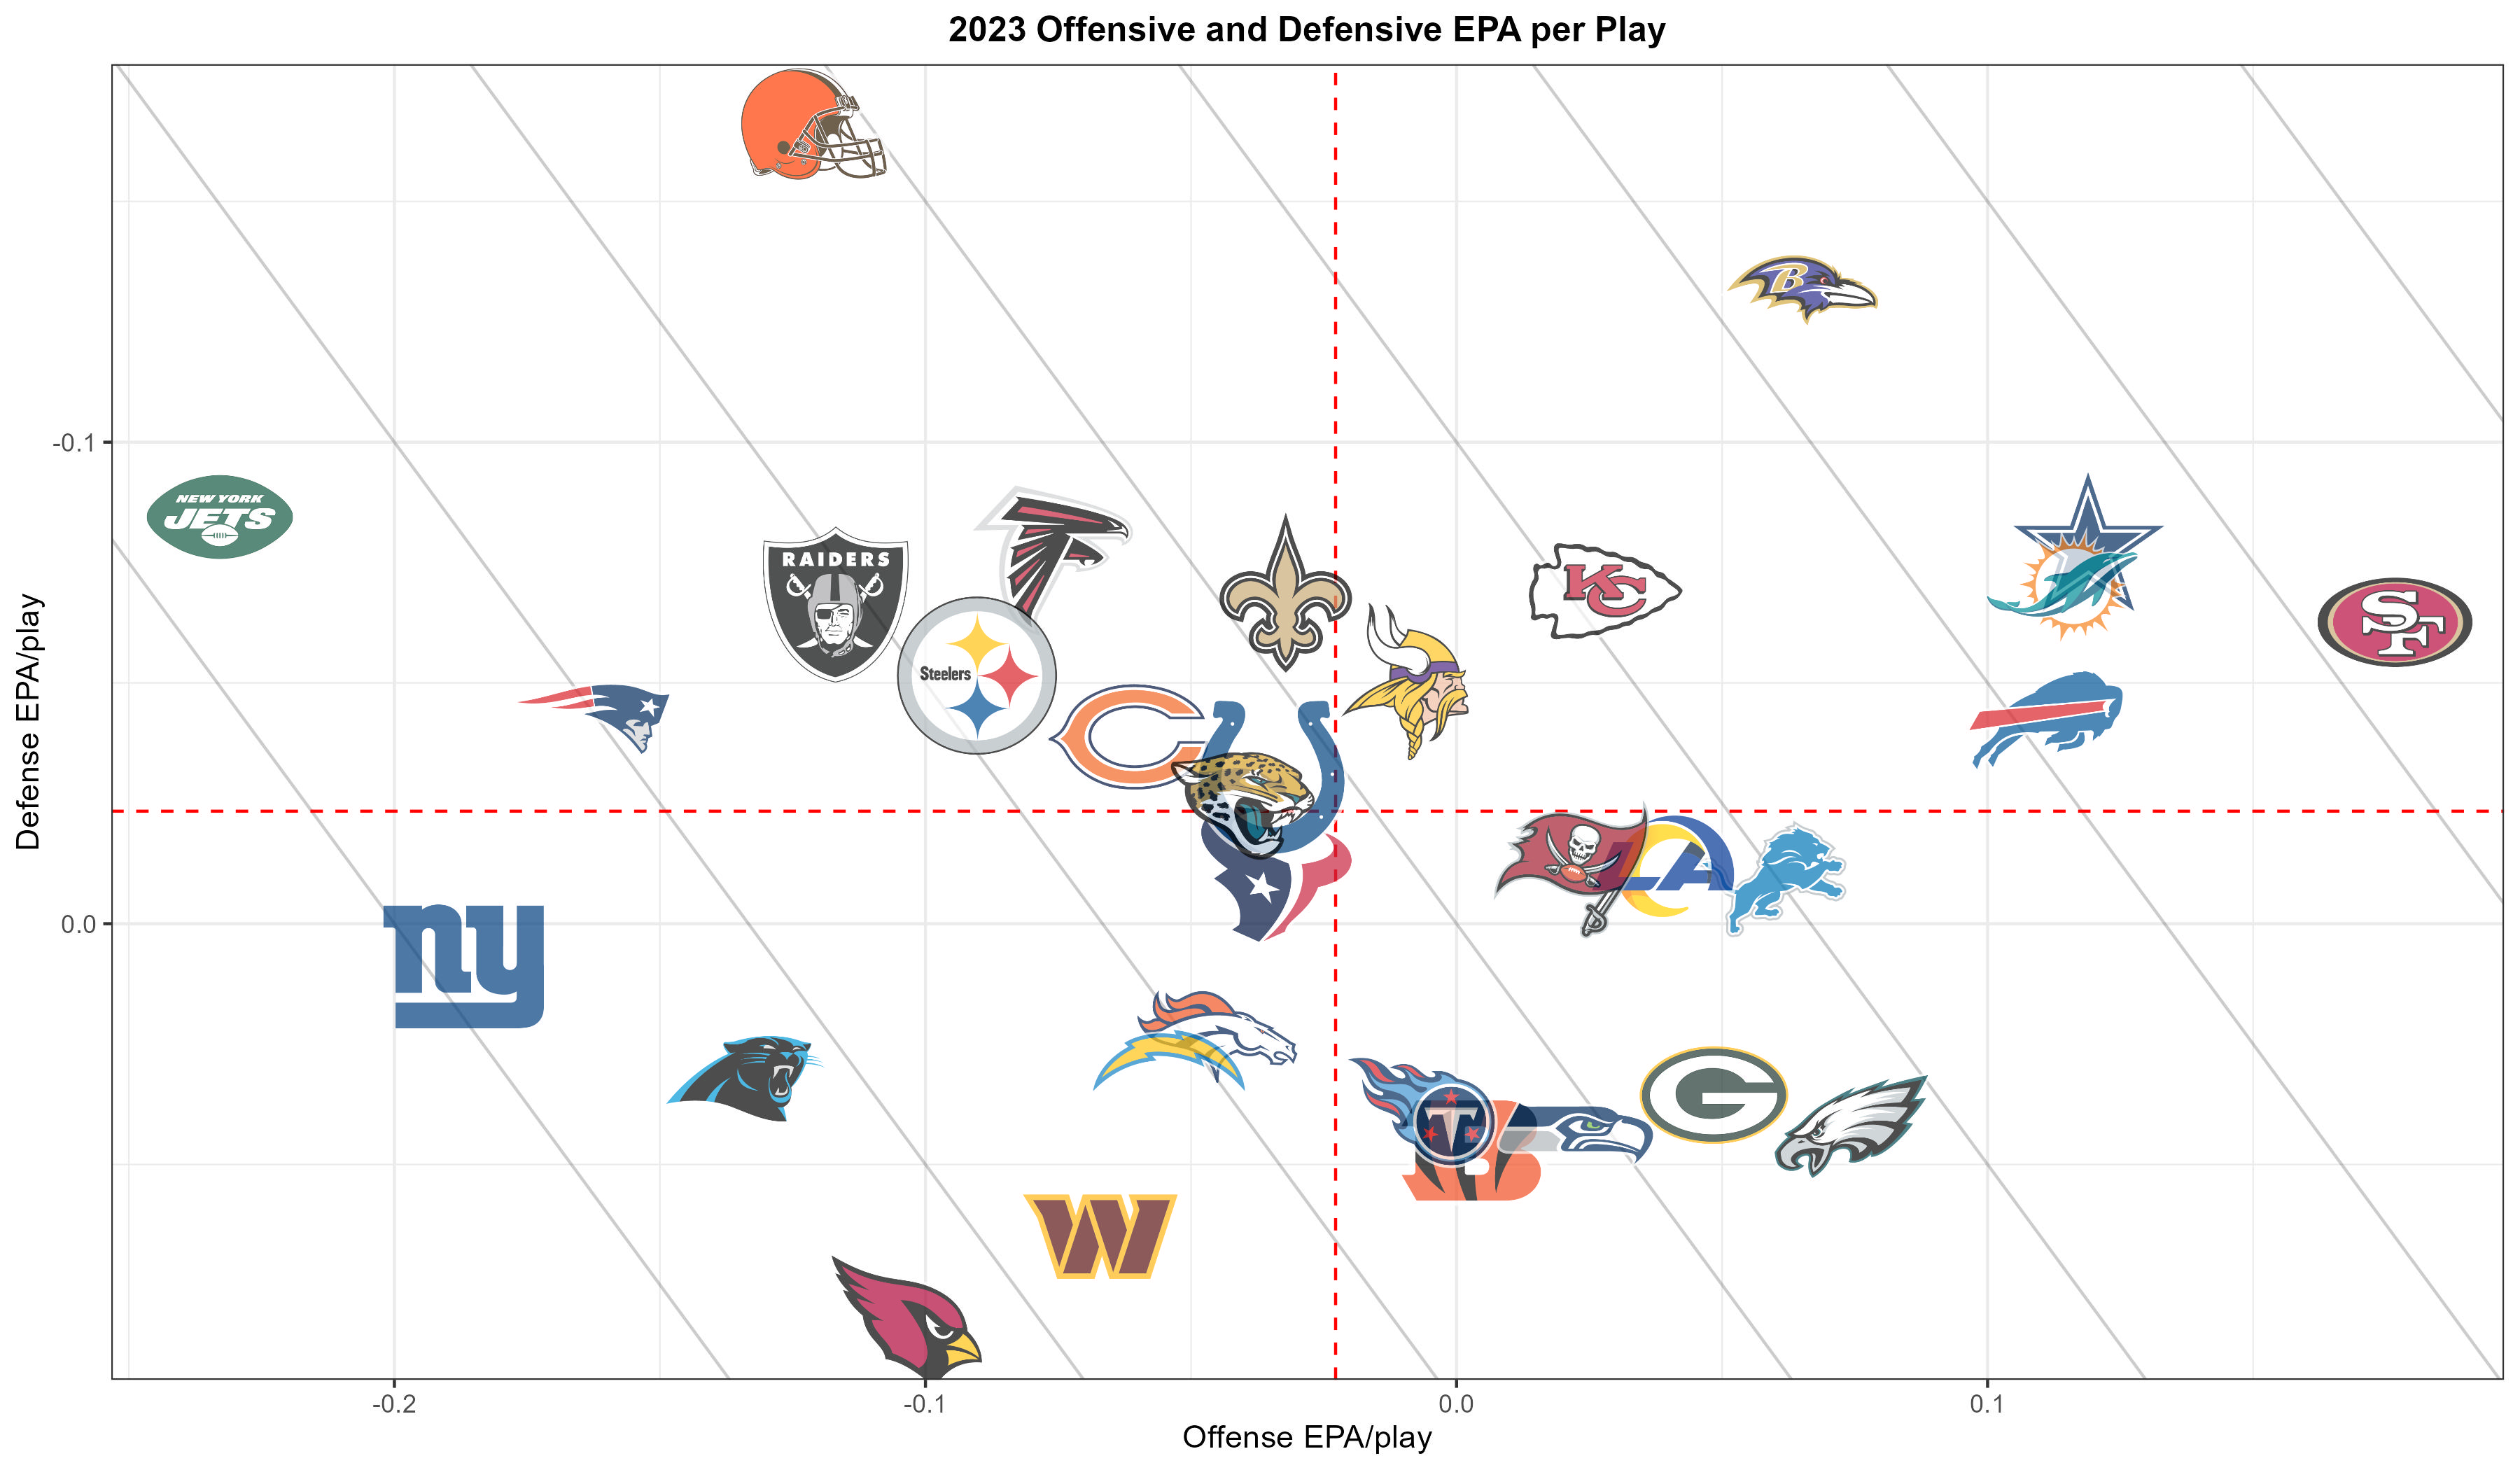 2023 Offensive and Defensive EPA per Play
B
-0.1
NEW YORK
JETS
RAIDERS
KC
SF
Steelers
C
Defense EPA/play
LA
0.0
ny
G
T
B
W
-0.2
-0.1
0.0
0.1
Offense EPA/play